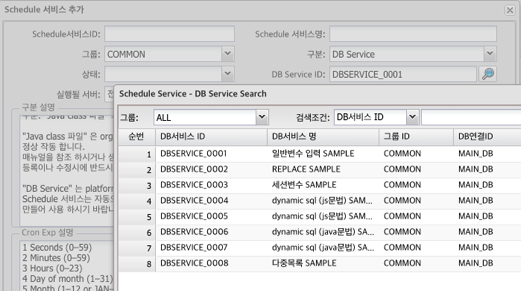 Schedule 서비스 추가
Schedule서비스ID:
Schedule 서비스명:
그룹: COMMON
구분: DB Service
상태:
DB Service ID: DBSERVICE_0001
실행될 서버:
구분 설명
"Java class 파일" 은 org
정상 작동 합니다.
매뉴얼을 참조 하시거나
등록이나 수정시에 반드시
"DB Service" 는 platform
Schedule 서비스는 자동으
만들어 사용 하시기 바랍니
Cron Exp 설명
1 Seconds (0~59)
2 Minutes (0~59)
3 Hours (0~23)
4 Day of month (1~31)
5 Month (1~12 or JAN~
Schedule Service - DB Service Search
그룹: ALL 검색조건: DB서비스 ID
순번 DB서비스 ID DB서비스 명 그룹 ID DB연결ID
1 DBSERVICE_0001 일반변수 입력 SAMPLE COMMON MAIN_DB
2 DBSERVICE_0002 REPLACE SAMPLE COMMON MAIN_DB
3 DBSERVICE_0003 세션변수 SAMPLE COMMON MAIN_DB
4 DBSERVICE_0004 dynamic sql (js문법) SAM... COMMON MAIN_DB
5 DBSERVICE_0005 dynamic sql (js문법) SAM... COMMON MAIN_DB
6 DBSERVICE_0006 dynamic sql (java문법) SA... COMMON MAIN_DB
7 DBSERVICE_0007 dynamic sql (java문법) SA... COMMON MAIN_DB
8 DBSERVICE_0008 다중목록 SAMPLE COMMON MAIN_DB